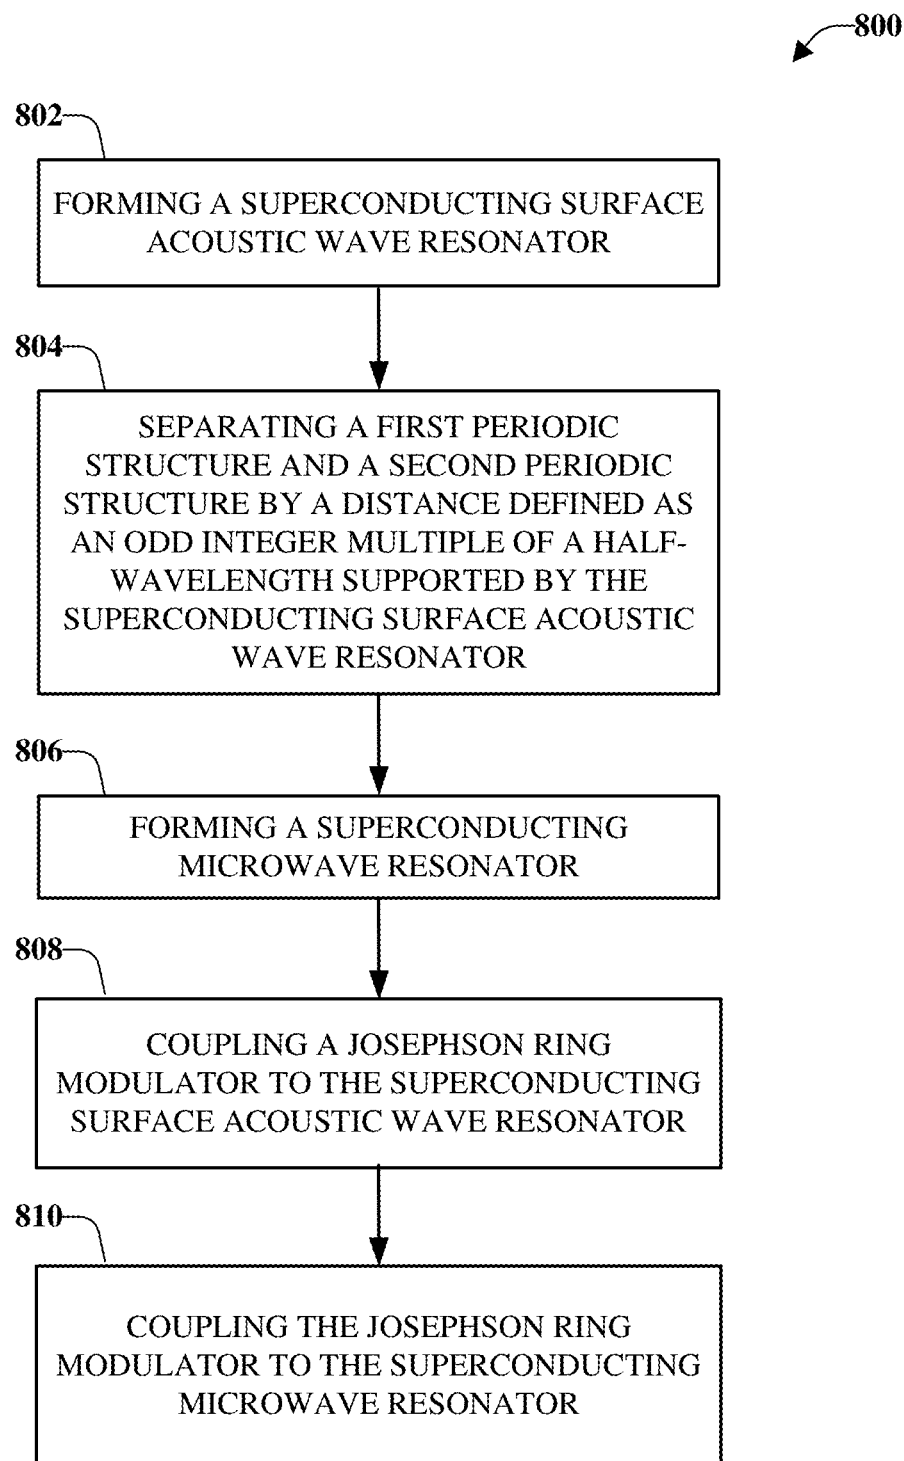 800
802
FORMING A SUPERCONDUCTING SURFACE
ACOUSTIC WAVE RESONATOR
804
SEPARATING A FIRST PERIODIC
STRUCTURE AND A SECOND PERIODIC
STRUCTURE BY A DISTANCE DEFINED AS
AN ODD INTEGER MULTIPLE OF A HALF-
WAVELENGTH SUPPORTED BY THE
SUPERCONDUCTING SURFACE ACOUSTIC
WAVE RESONATOR
806
FORMING A SUPERCONDUCTING
MICROWAVE RESONATOR
808
COUPLING A JOSEPHSON RING
MODULATOR TO THE SUPERCONDUCTING
SURFACE ACOUSTIC WAVE RESONATOR
810
COUPLING THE JOSEPHSON RING
MODULATOR TO THE SUPERCONDUCTING
MICROWAVE RESONATOR